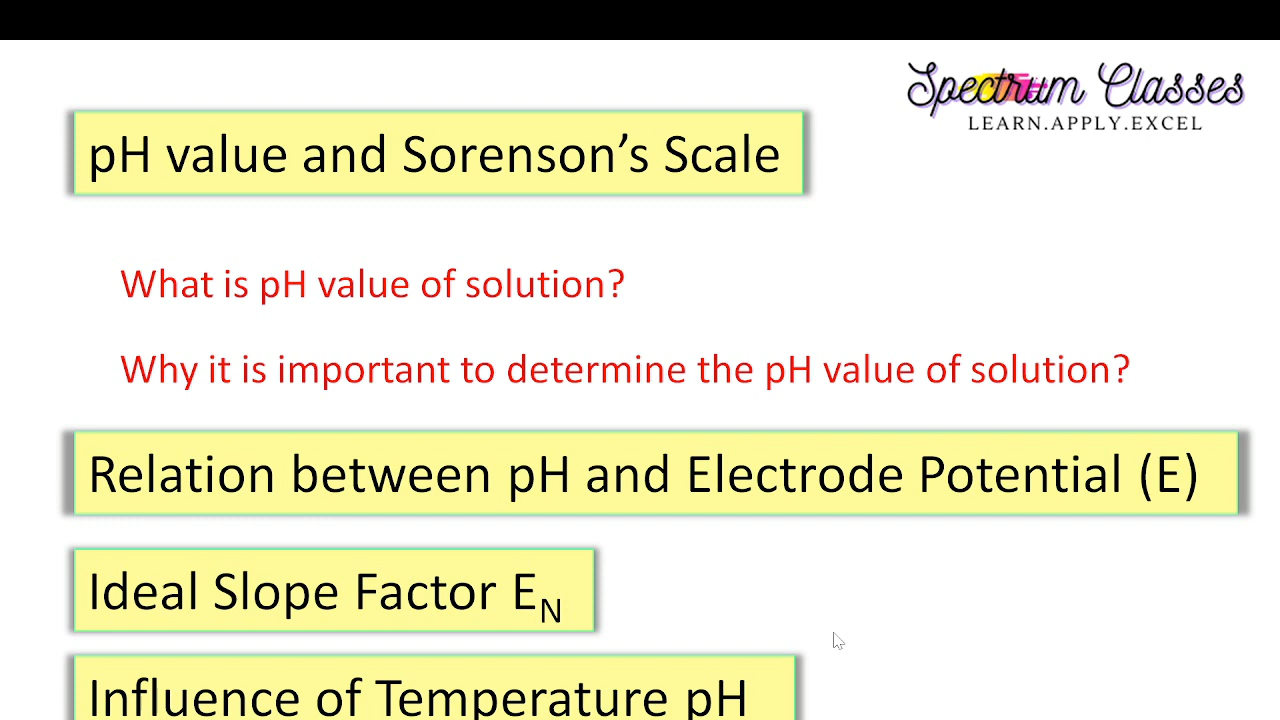 Spectrum Classes
LEARN.APPLY.EXCEL
pH value and Sorenson’s Scale
What is pH value of solution?
Why it is important to determine the pH value of solution?
Relation between pH and Electrode Potential (E)
Ideal Slope Factor E_N
Influence of Temperature pH